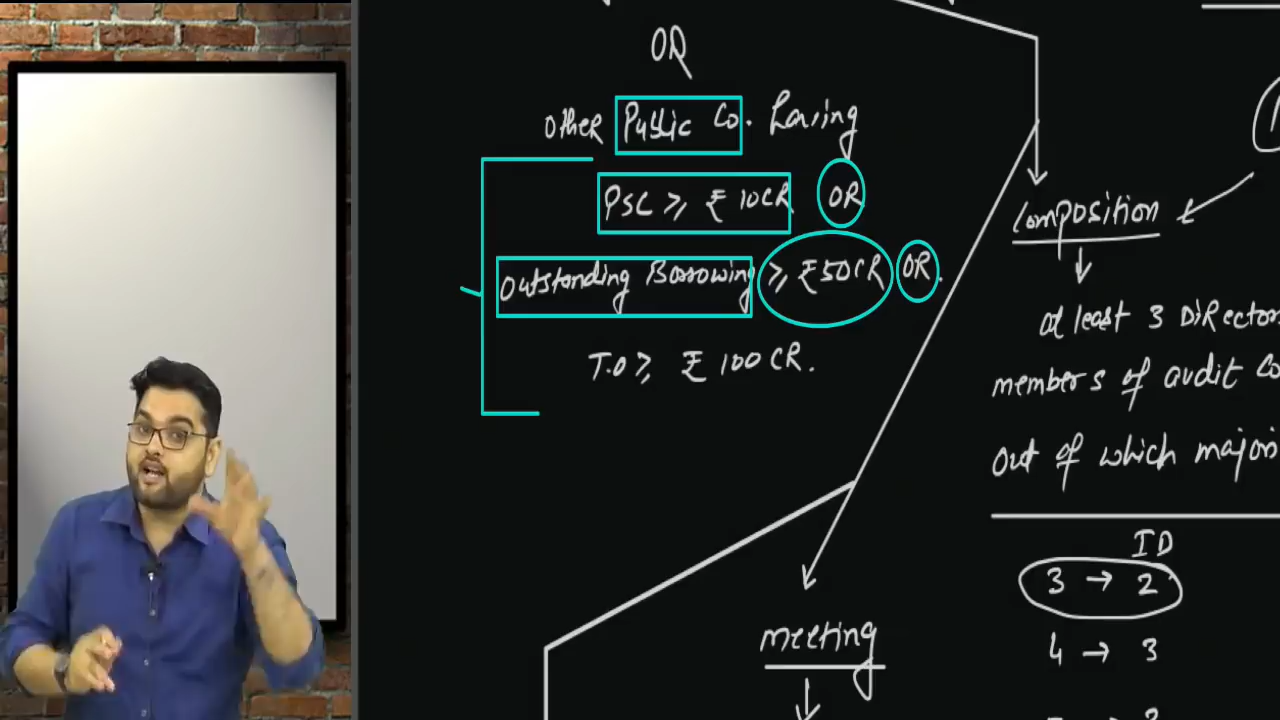 OR
Other Public Co. having
PSC ≥ ₹ 10CR OR
Outstanding Borrowing ≥ ₹50CR OR.
T.O ≥ ₹ 100 CR.
Composition
at least 3 Director
members of audit Co
out of which majori
ID
3 → 2
4 → 3
meeting